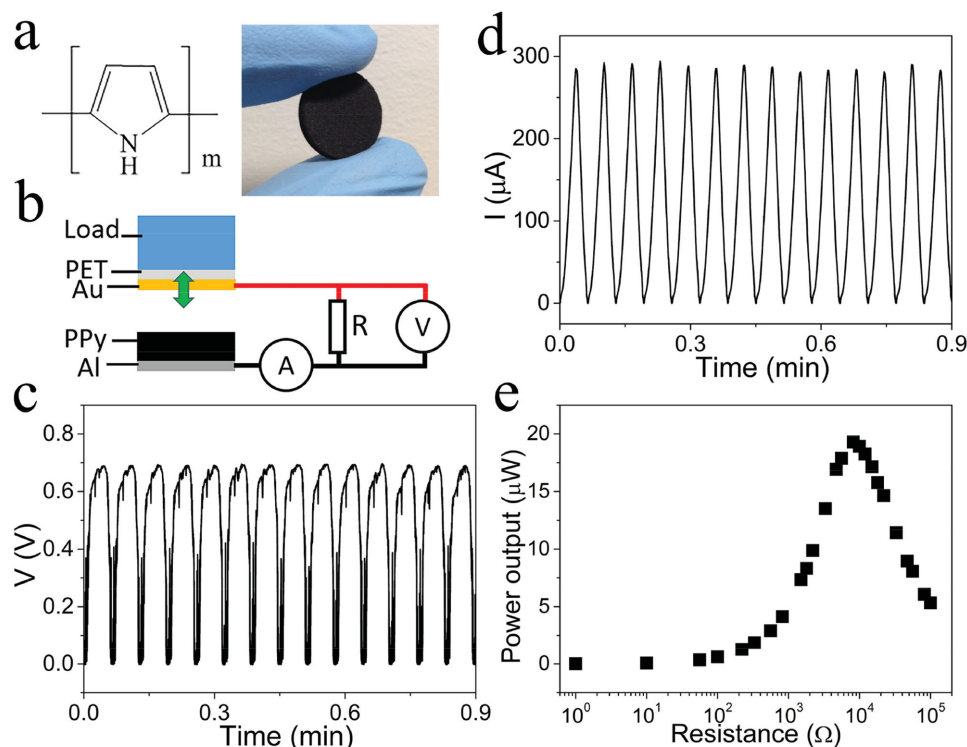 a
N
H
m
b
Load
PET
Au
PPy
Al
A
R
V
c
V (V)
0.8
0.6
0.4
0.2
0.0
0.0 0.3 0.6 0.9
Time (min)
d
I (μA)
300
200
100
0
0.0 0.3 0.6 0.9
Time (min)
e
Power output (μW)
20
15
10
5
0
10⁰ 10¹ 10² 10³ 10⁴ 10⁵
Resistance (Ω)